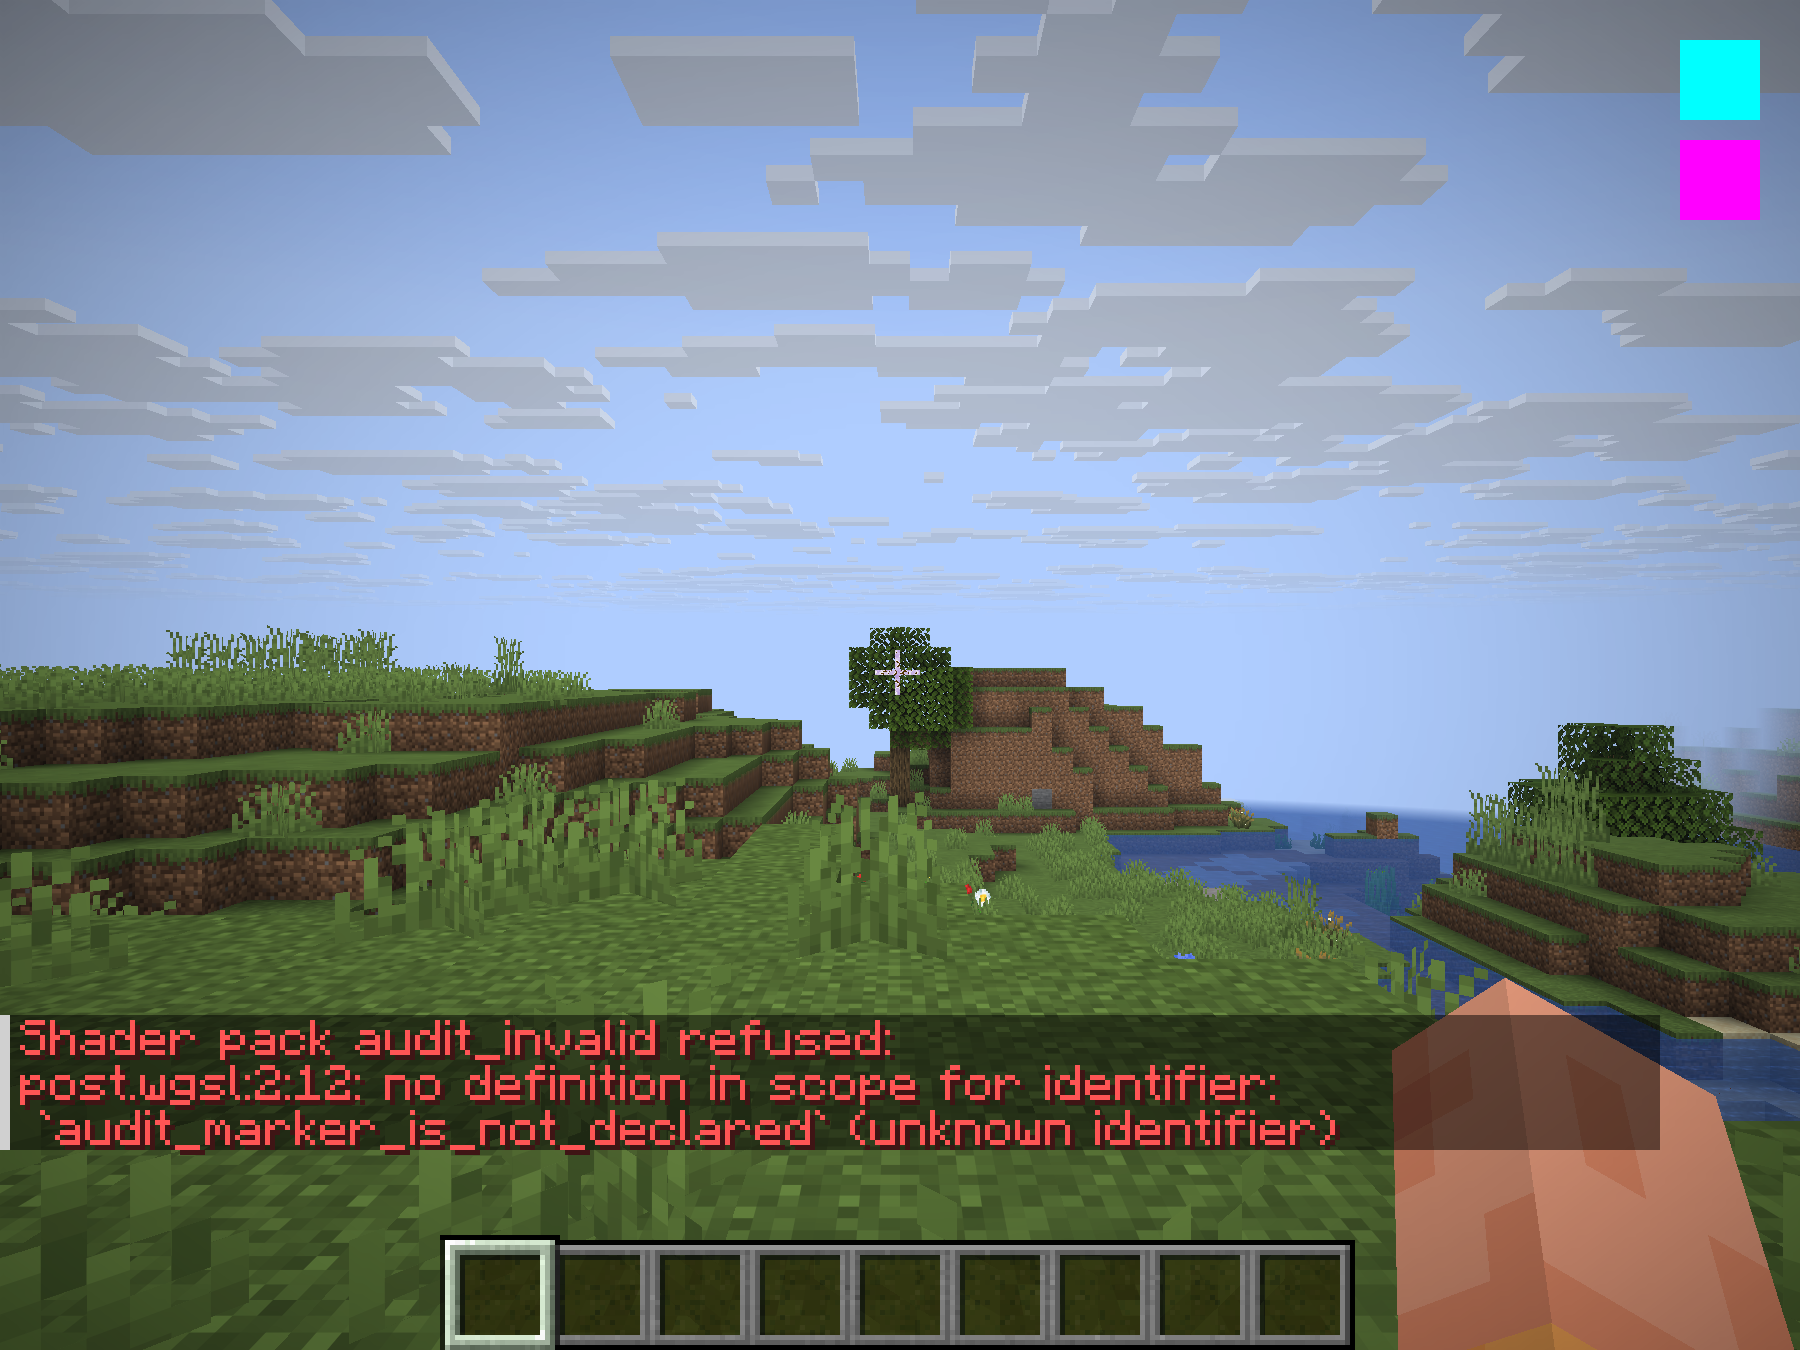 Shader pack audit_invalid refused:
post.wgsl:2:12: no definition in scope for identifier:
`audit_marker_is_not_declared` (unknown identifier)